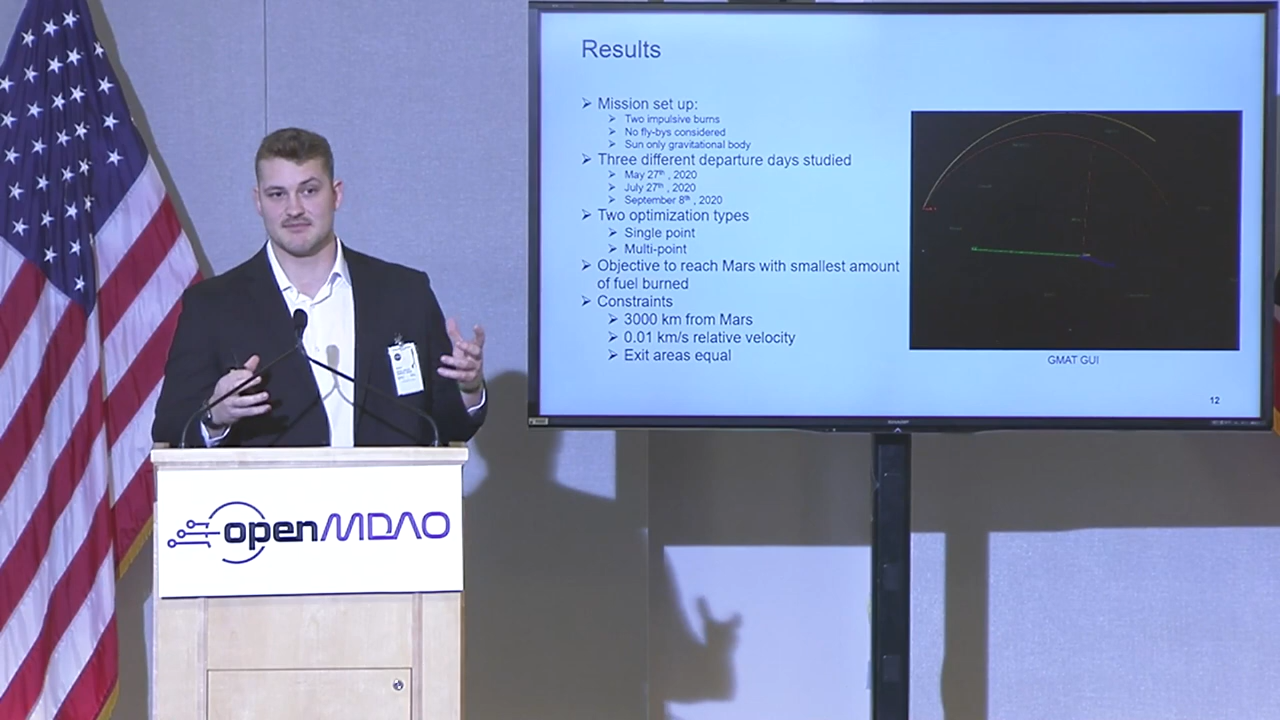 Results
➢ Mission set up:
➢ Two impulsive burns
➢ No fly-bys considered
➢ Sun only gravitational body
➢ Three different departure days studied
➢ May 27th , 2020
➢ July 27th , 2020
➢ September 8th , 2020
➢ Two optimization types
➢ Single point
➢ Multi-point
➢ Objective to reach Mars with smallest amount
of fuel burned
➢ Constraints
➢ 3000 km from Mars
➢ 0.01 km/s relative velocity
➢ Exit areas equal
GMAT GUI
12
SHARP
openMDAO